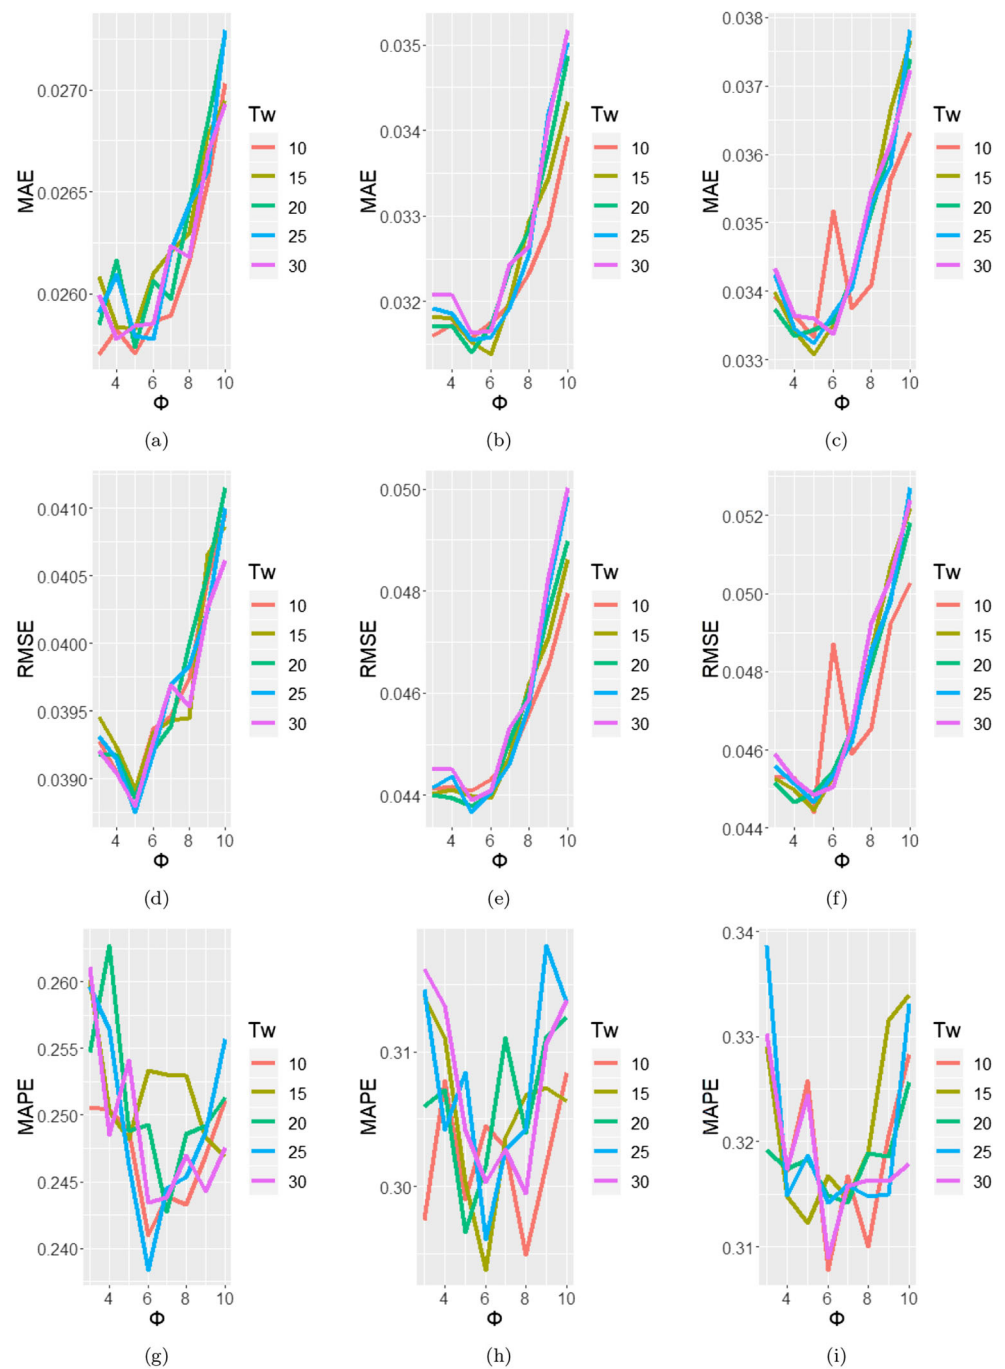 MAE
0.0270
0.0265
0.0260
4 6 8 10
Φ
Tw
10
15
20
25
30
(a)
MAE
0.035
0.034
0.033
0.032
4 6 8 10
Φ
Tw
10
15
20
25
30
(b)
MAE
0.038
0.037
0.036
0.035
0.034
0.033
4 6 8 10
Φ
Tw
10
15
20
25
30
(c)
RMSE
0.0410
0.0405
0.0400
0.0395
0.0390
4 6 8 10
Φ
Tw
10
15
20
25
30
(d)
RMSE
0.050
0.048
0.046
0.044
4 6 8 10
Φ
Tw
10
15
20
25
30
(e)
RMSE
0.052
0.050
0.048
0.046
0.044
4 6 8 10
Φ
Tw
10
15
20
25
30
(f)
MAPE
0.260
0.255
0.250
0.245
0.240
4 6 8 10
Φ
Tw
10
15
20
25
30
(g)
MAPE
0.31
0.30
4 6 8 10
Φ
Tw
10
15
20
25
30
(h)
MAPE
0.34
0.33
0.32
0.31
4 6 8 10
Φ
Tw
10
15
20
25
30
(i)